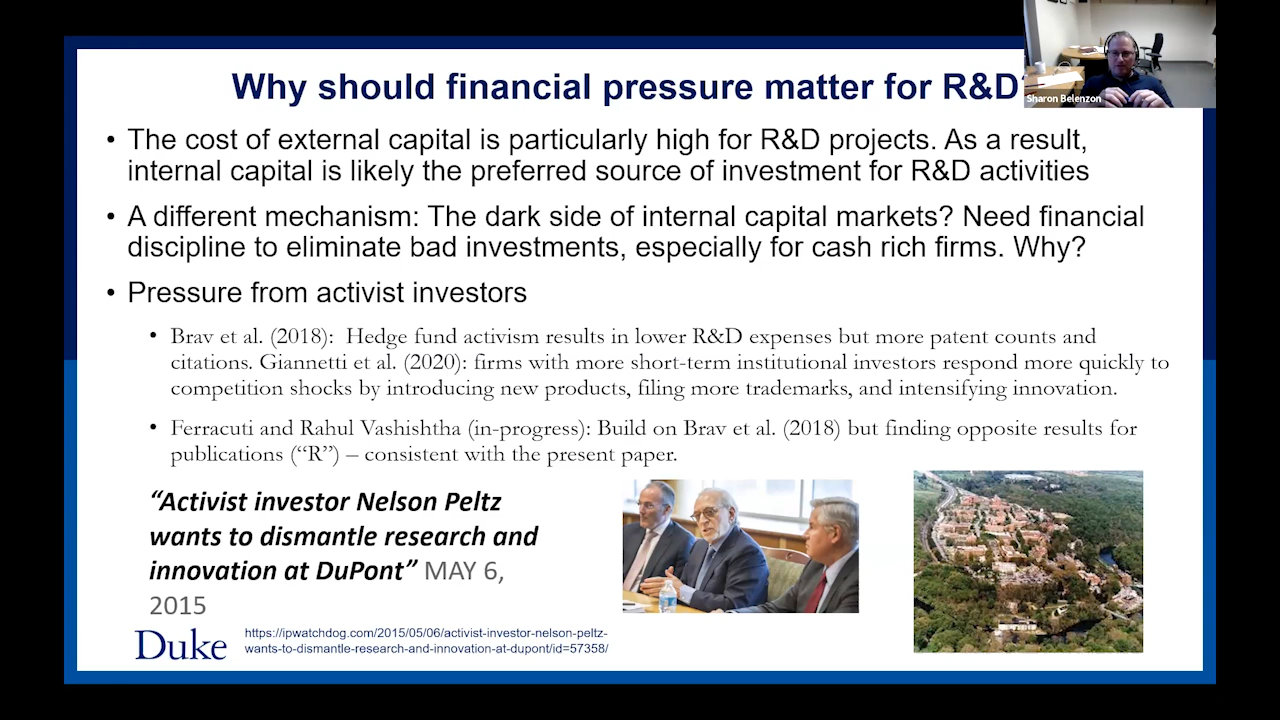 Why should financial pressure matter for R&D
Sharon Belenzon
• The cost of external capital is particularly high for R&D projects. As a result,
internal capital is likely the preferred source of investment for R&D activities
• A different mechanism: The dark side of internal capital markets? Need financial
discipline to eliminate bad investments, especially for cash rich firms. Why?
• Pressure from activist investors
• Brav et al. (2018): Hedge fund activism results in lower R&D expenses but more patent counts and
citations. Giannetti et al. (2020): firms with more short-term institutional investors respond more quickly to
competition shocks by introducing new products, filing more trademarks, and intensifying innovation.
• Ferracuti and Rahul Vashishtha (in-progress): Build on Brav et al. (2018) but finding opposite results for
publications (“R”) – consistent with the present paper.
“Activist investor Nelson Peltz
wants to dismantle research and
innovation at DuPont” MAY 6,
2015
Duke
https://ipwatchdog.com/2015/05/06/activist-investor-nelson-peltz-
wants-to-dismantle-research-and-innovation-at-dupont/id=57358/